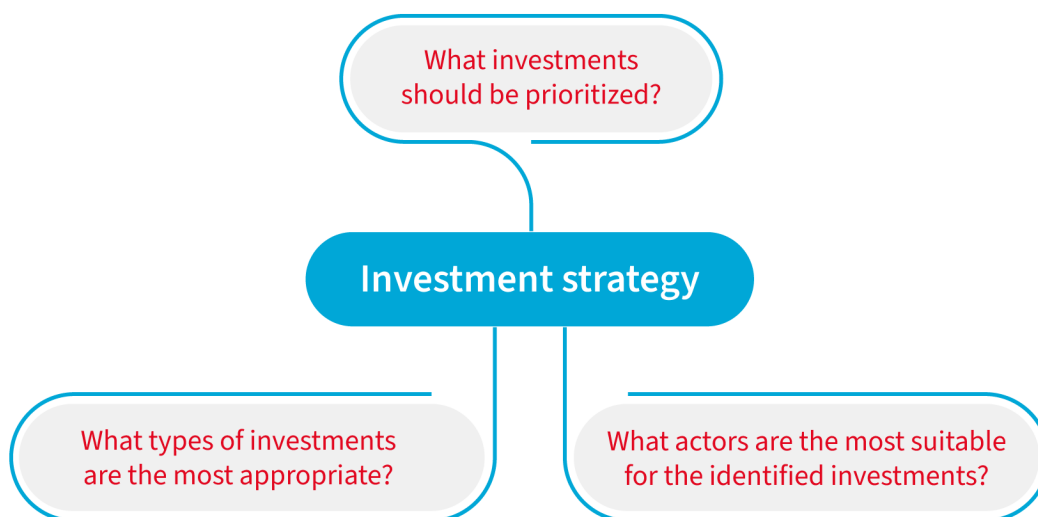 What investments
should be prioritized?
Investment strategy
What types of investments
are the most appropriate?
What actors are the most suitable
for the identified investments?